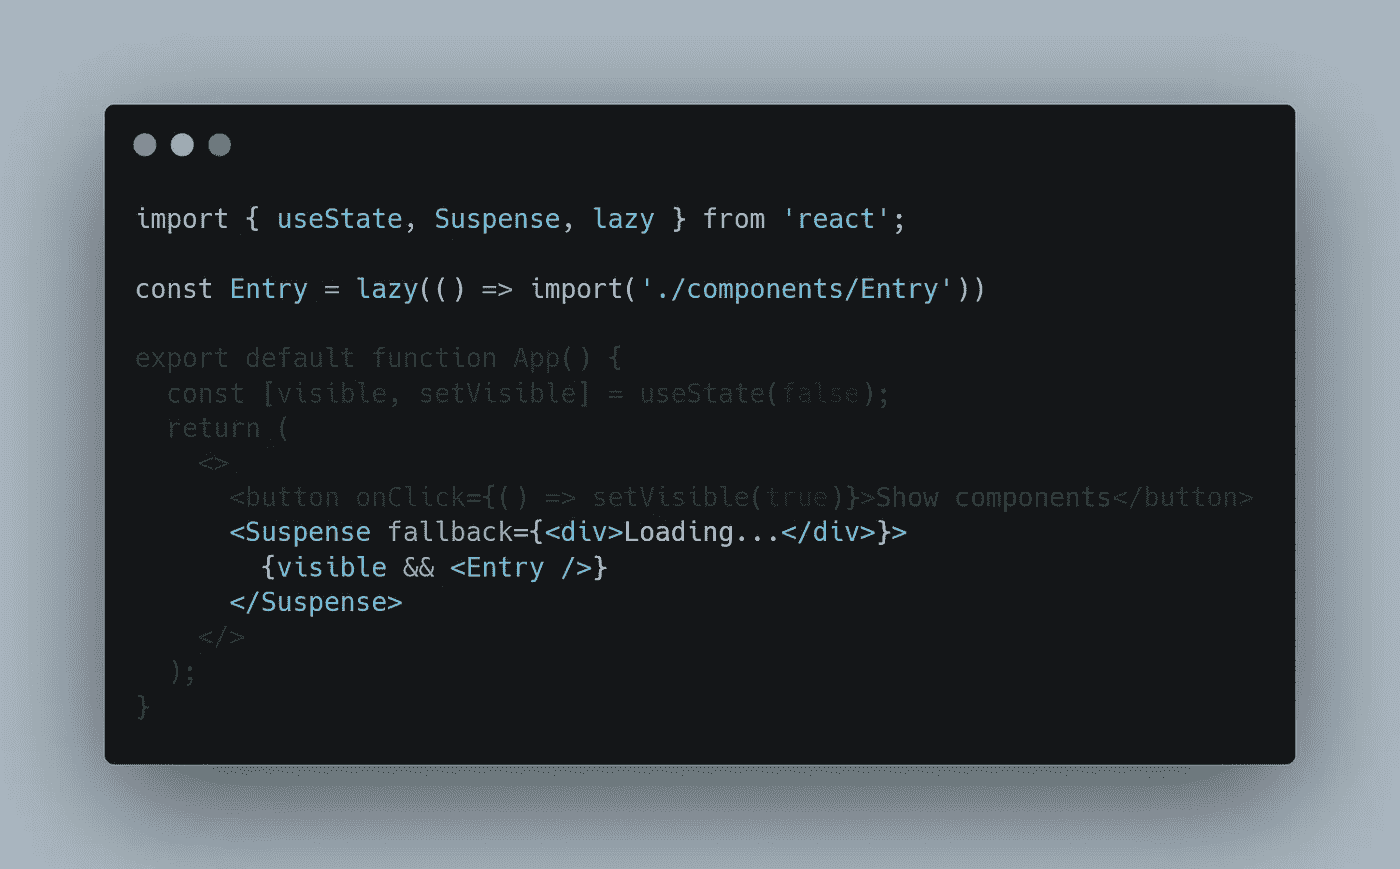 import { useState, Suspense, lazy } from 'react';
const Entry = lazy(() => import('./components/Entry'))
export default function App() {
const [visible, setVisible] = useState(false);
return (
<>
<button onClick={() => setVisible(true)}>Show components</button>
<Suspense fallback={<div>Loading...</div>}>
{visible && <Entry />}
</Suspense>
</>
);
}